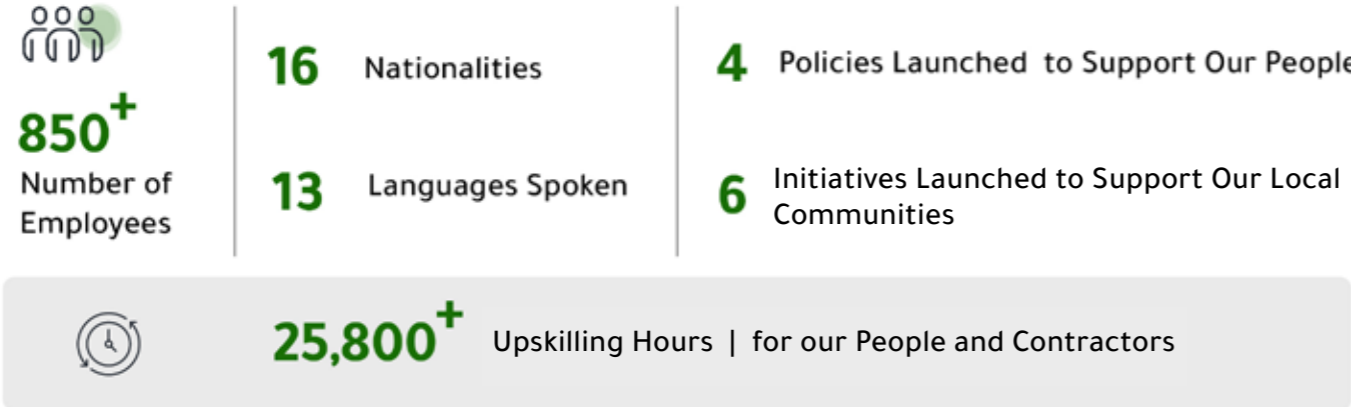 850+
Number of
Employees
16 Nationalities
13 Languages Spoken
4 Policies Launched to Support Our People
6 Initiatives Launched to Support Our Local
Communities
25,800+ Upskilling Hours | for our People and Contractors